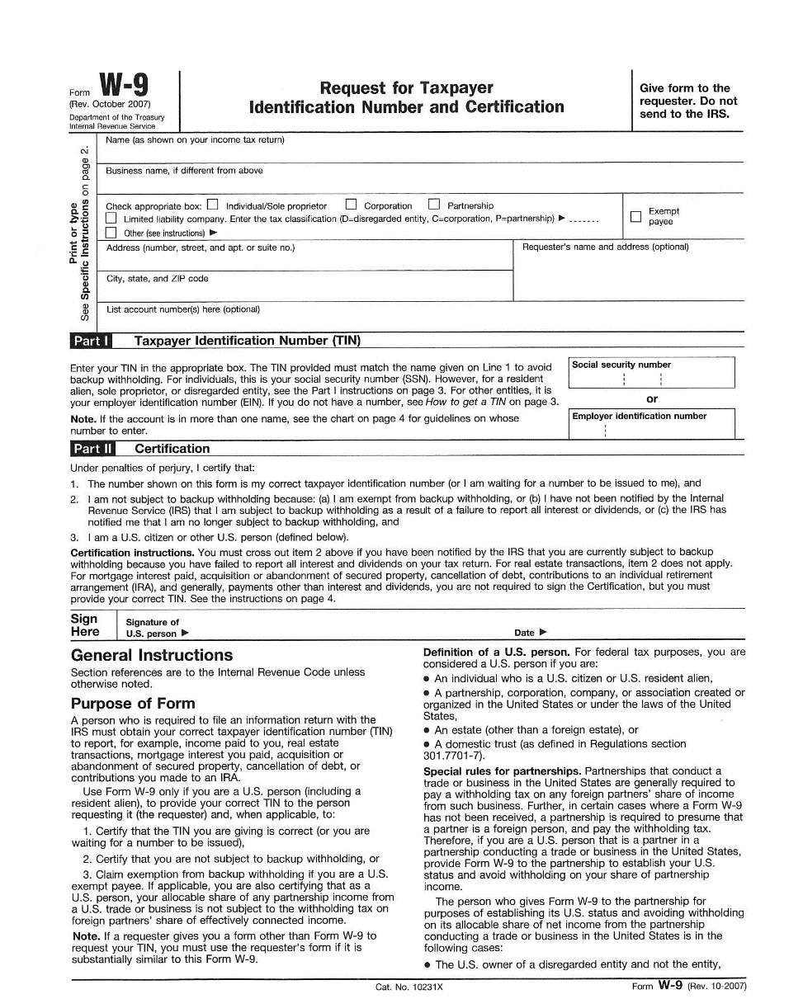 Form W-9
(Rev. October 2007)
Department of the Treasury
Internal Revenue Service
Request for Taxpayer
Identification Number and Certification
Give form to the
requester. Do not
send to the IRS.
Print or type
See Specific Instructions on page 2.
Name (as shown on your income tax return)
Business name, if different from above
Check appropriate box: Individual/Sole proprietor Corporation Partnership
Limited liability company. Enter the tax classification (D=disregarded entity, C=corporation, P=partnership) ► .......
Other (see instructions) ►
Exempt
payee
Address (number, street, and apt. or suite no.)
Requester's name and address (optional)
City, state, and ZIP code
List account number(s) here (optional)
Part I Taxpayer Identification Number (TIN)
Enter your TIN in the appropriate box. The TIN provided must match the name given on Line 1 to avoid
backup withholding. For individuals, this is your social security number (SSN). However, for a resident
alien, sole proprietor, or disregarded entity, see the Part I instructions on page 3. For other entities, it is
your employer identification number (EIN). If you do not have a number, see How to get a TIN on page 3.
Note. If the account is in more than one name, see the chart on page 4 for guidelines on whose
number to enter.
Social security number
or
Employer identification number
Part II Certification
Under penalties of perjury, I certify that:
1. The number shown on this form is my correct taxpayer identification number (or I am waiting for a number to be issued to me), and
2. I am not subject to backup withholding because: (a) I am exempt from backup withholding, or (b) I have not been notified by the Internal
Revenue Service (IRS) that I am subject to backup withholding as a result of a failure to report all interest or dividends, or (c) the IRS has
notified me that I am no longer subject to backup withholding, and
3. I am a U.S. citizen or other U.S. person (defined below).
Certification instructions. You must cross out item 2 above if you have been notified by the IRS that you are currently subject to backup
withholding because you have failed to report all interest and dividends on your tax return. For real estate transactions, item 2 does not apply.
For mortgage interest paid, acquisition or abandonment of secured property, cancellation of debt, contributions to an individual retirement
arrangement (IRA), and generally, payments other than interest and dividends, you are not required to sign the Certification, but you must
provide your correct TIN. See the instructions on page 4.
Sign
Here
Signature of
U.S. person ►
Date ►
General Instructions
Section references are to the Internal Revenue Code unless
otherwise noted.
Purpose of Form
A person who is required to file an information return with the
IRS must obtain your correct taxpayer identification number (TIN)
to report, for example, income paid to you, real estate
transactions, mortgage interest you paid, acquisition or
abandonment of secured property, cancellation of debt, or
contributions you made to an IRA.
Use Form W-9 only if you are a U.S. person (including a
resident alien), to provide your correct TIN to the person
requesting it (the requester) and, when applicable, to:
1. Certify that the TIN you are giving is correct (or you are
waiting for a number to be issued),
2. Certify that you are not subject to backup withholding, or
3. Claim exemption from backup withholding if you are a U.S.
exempt payee. If applicable, you are also certifying that as a
U.S. person, your allocable share of any partnership income from
a U.S. trade or business is not subject to the withholding tax on
foreign partners' share of effectively connected income.
Note. If a requester gives you a form other than Form W-9 to
request your TIN, you must use the requester's form if it is
substantially similar to this Form W-9.
Definition of a U.S. person. For federal tax purposes, you are
considered a U.S. person if you are:
● An individual who is a U.S. citizen or U.S. resident alien,
● A partnership, corporation, company, or association created or
organized in the United States or under the laws of the United
States,
● An estate (other than a foreign estate), or
● A domestic trust (as defined in Regulations section
301.7701-7).
Special rules for partnerships. Partnerships that conduct a
trade or business in the United States are generally required to
pay a withholding tax on any foreign partners' share of income
from such business. Further, in certain cases where a Form W-9
has not been received, a partnership is required to presume that
a partner is a foreign person, and pay the withholding tax.
Therefore, if you are a U.S. person that is a partner in a
partnership conducting a trade or business in the United States,
provide Form W-9 to the partnership to establish your U.S.
status and avoid withholding on your share of partnership
income.
The person who gives Form W-9 to the partnership for
purposes of establishing its U.S. status and avoiding withholding
on its allocable share of net income from the partnership
conducting a trade or business in the United States is in the
following cases:
● The U.S. owner of a disregarded entity and not the entity,
Cat. No. 10231X
Form W-9 (Rev. 10-2007)